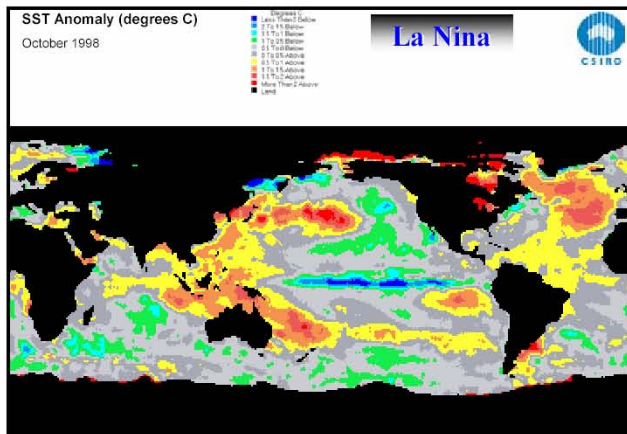 SST Anomaly (degrees C)
October 1998
Degrees C
Less Than 2 Below
2 To 1.5 Below
1.5 To 1 Below
1 To 0.5 Below
0.5 To 0 Below
0 To 0.5 Above
0.5 To 1 Above
1 To 1.5 Above
1.5 To 2 Above
More Than 2 Above
Land
La Nina
CSIRO